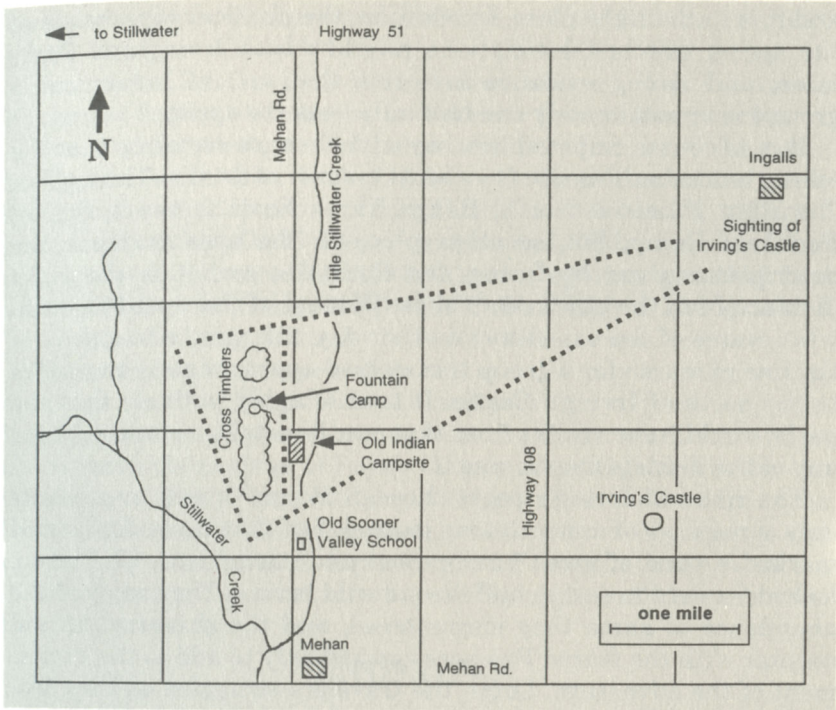 to Stillwater
Highway 51
N
Mehan Rd.
Little Stillwater Creek
Ingalls
Sighting of
Irving's Castle
Cross Timbers
Fountain
Camp
Old Indian
Campsite
Highway 108
Irving's Castle
Stillwater
Creek
Old Sooner
Valley School
one mile
Mehan
Mehan Rd.